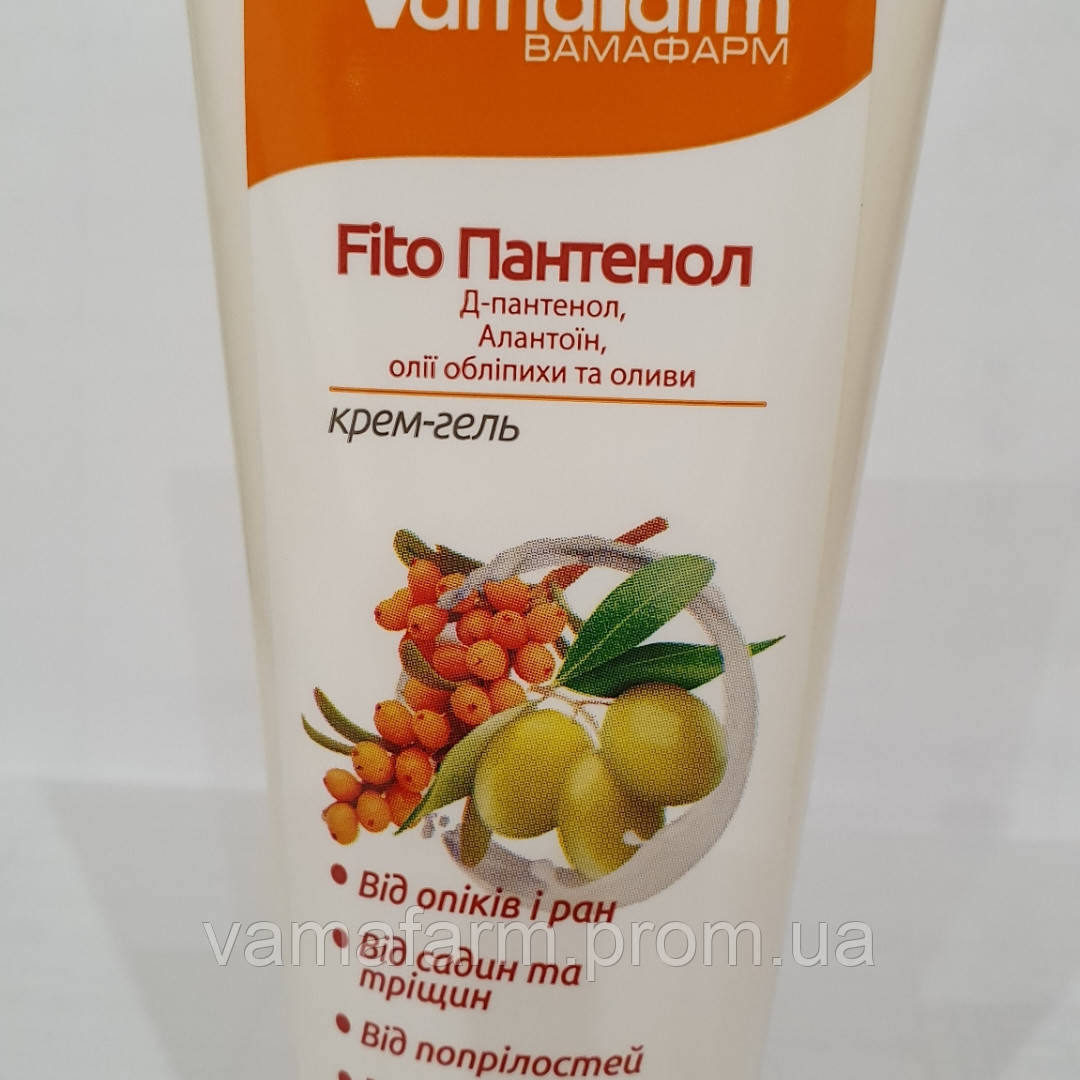 Vamafarm
ВАМАФАРМ
Fito Пантенол
Д-пантенол,
Алантоїн,
олії обліпихи та оливи
крем-гель
• Від опіків і ран
• Від садин та
тріщин
• Від попрілостей
vamafarm.prom.ua